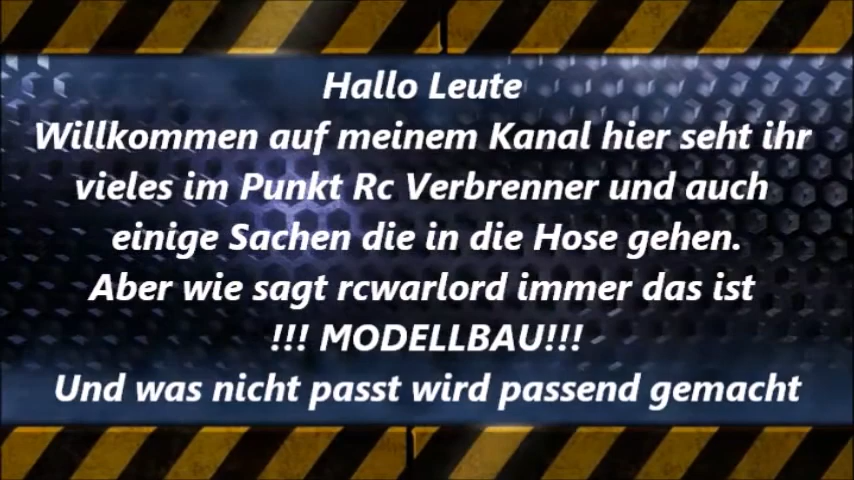 Hallo Leute
Willkommen auf meinem Kanal hier seht ihr
vieles im Punkt Rc Verbrenner und auch
einige Sachen die in die Hose gehen.
Aber wie sagt rcwarlord immer das ist
!!! MODELLBAU!!!
Und was nicht passt wird passend gemacht